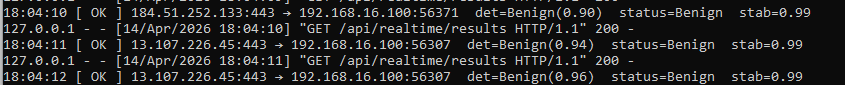 18:04:10 [ OK ] 184.51.252.133:443 → 192.168.16.100:56371  det=Benign(0.90)  status=Benign  stab=0.99
127.0.0.1 - - [14/Apr/2026 18:04:10] "GET /api/realtime/results HTTP/1.1" 200 -
18:04:11 [ OK ] 13.107.226.45:443 → 192.168.16.100:56307  det=Benign(0.94)  status=Benign  stab=0.99
127.0.0.1 - - [14/Apr/2026 18:04:11] "GET /api/realtime/results HTTP/1.1" 200 -
18:04:12 [ OK ] 13.107.226.45:443 → 192.168.16.100:56307  det=Benign(0.96)  status=Benign  stab=0.99